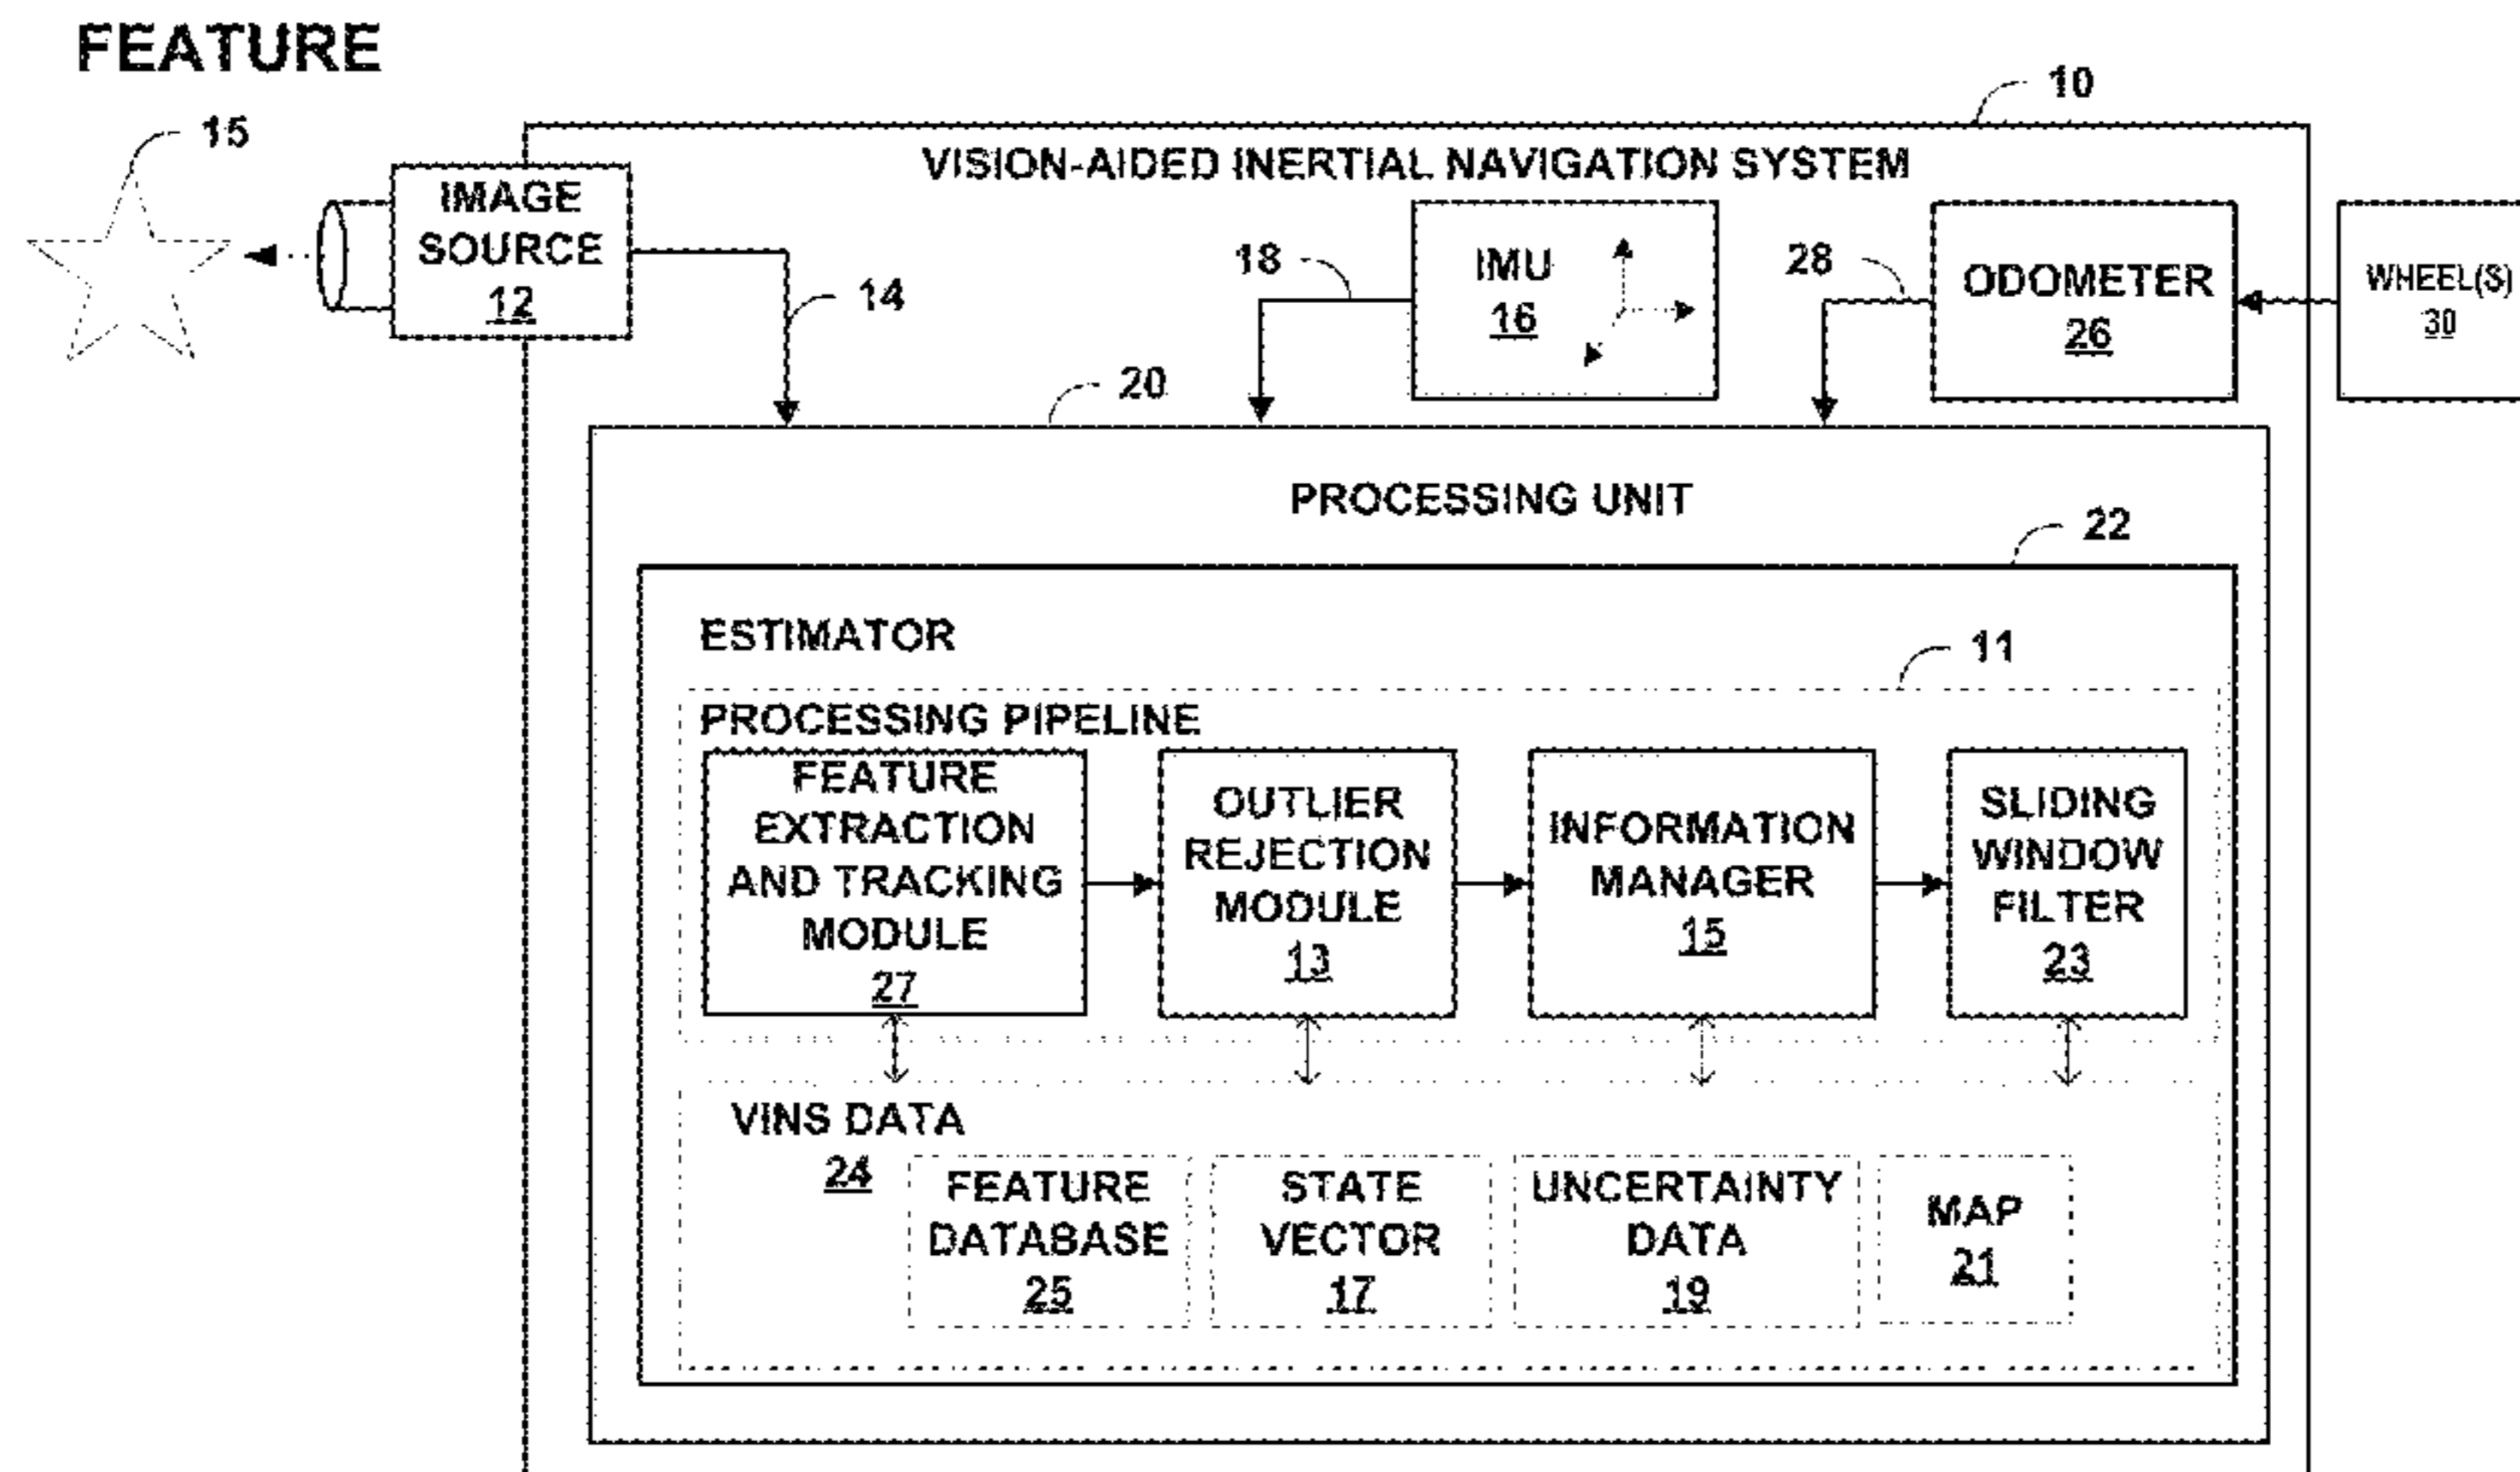 FEATURE
15
10
VISION-AIDED INERTIAL NAVIGATION SYSTEM
IMAGE
SOURCE
12
14
18
IMU
16
28
ODOMETER
26
WHEEL(S)
30
20
PROCESSING UNIT
22
ESTIMATOR
11
PROCESSING PIPELINE
FEATURE
EXTRACTION
AND TRACKING
MODULE
27
OUTLIER
REJECTION
MODULE
13
INFORMATION
MANAGER
15
SLIDING
WINDOW
FILTER
23
VINS DATA
24
FEATURE
DATABASE
25
STATE
VECTOR
17
UNCERTAINTY
DATA
19
MAP
21